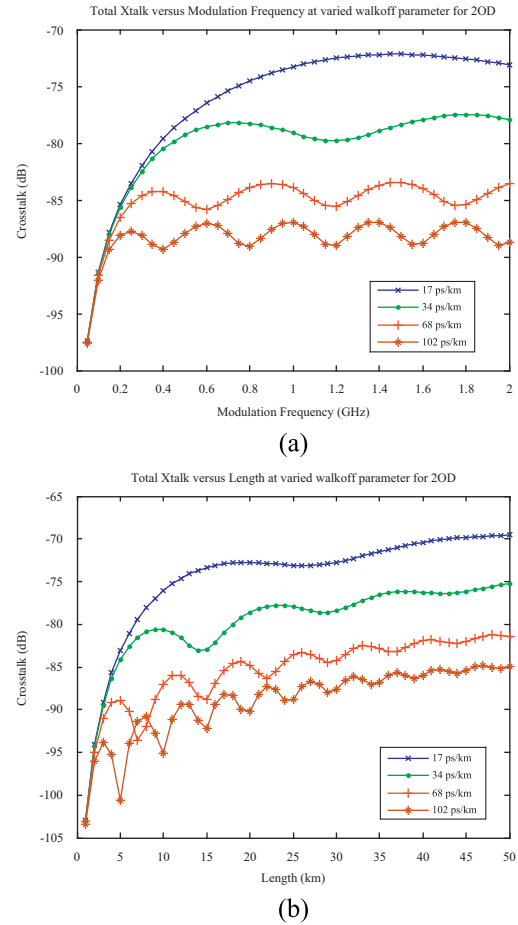 Total Xtalk versus Modulation Frequency at varied walkoff parameter for 2OD
-70
-75
-80
-85
-90
-95
-100
Crosstalk (dB)
17 ps/km
34 ps/km
68 ps/km
102 ps/km
0 0.2 0.4 0.6 0.8 1 1.2 1.4 1.6 1.8 2
Modulation Frequency (GHz)
(a)
Total Xtalk versus Length at varied walkoff parameter for 2OD
-65
-70
-75
-80
-85
-90
-95
-100
-105
Crosstalk (dB)
17 ps/km
34 ps/km
68 ps/km
102 ps/km
0 5 10 15 20 25 30 35 40 45 50
Length (km)
(b)